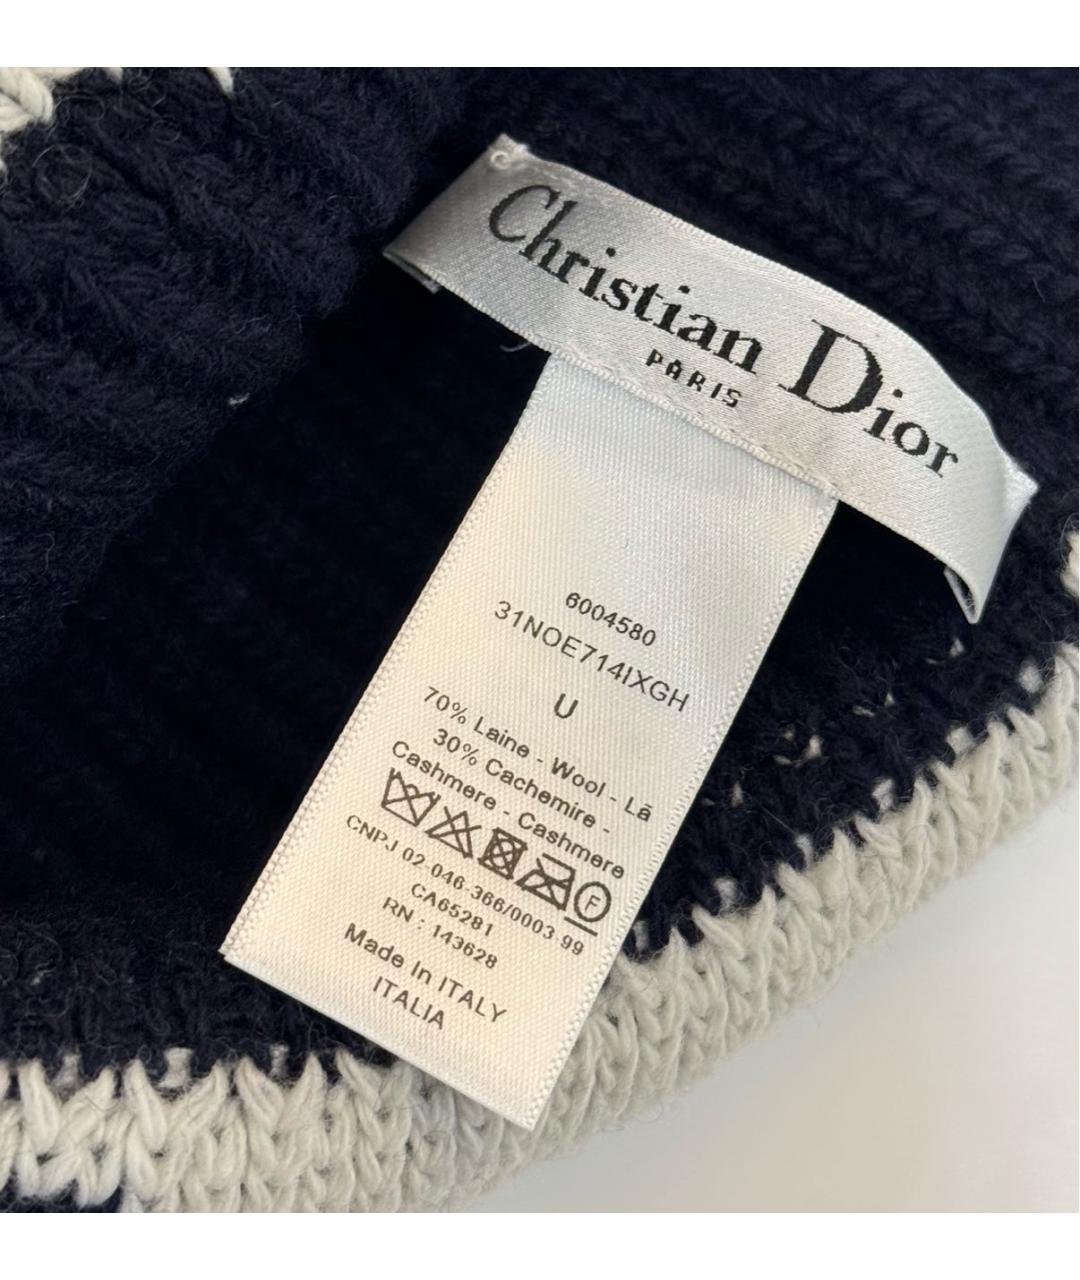 Christian Dior
PARIS
6004580
31NOE714IXGH
U
70% Laine - Wool - Lã
30% Cachemire -
Cashmere - Cashmere
F
CNPJ 02.046.366/0003.99
CA65281
RN : 143628
Made In ITALY
ITALIA